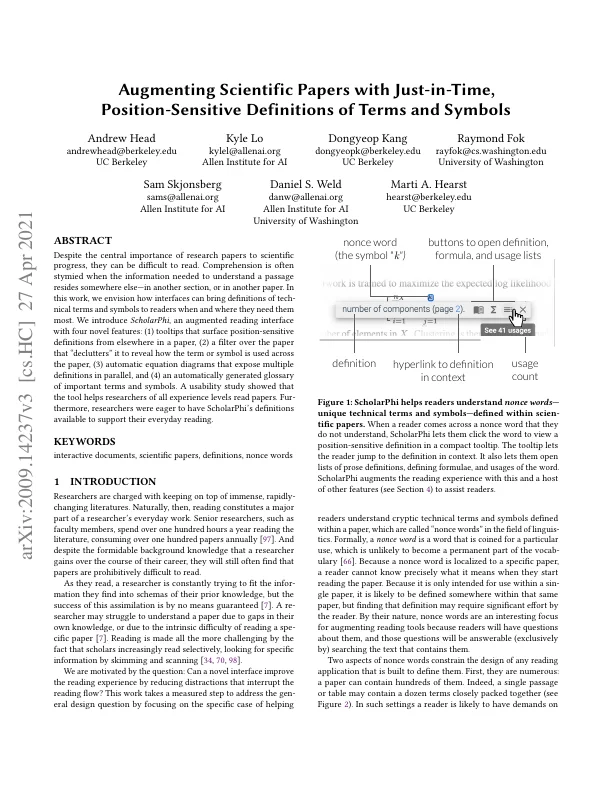 Augmenting Scientific Papers with Just-in-Time,
Position-Sensitive Definitions of Terms and Symbols
Andrew Head
andrewhead@berkeley.edu
UC Berkeley
Kyle Lo
kylel@allenai.org
Allen Institute for AI
Dongyeop Kang
dongyeopk@berkeley.edu
UC Berkeley
Raymond Fok
rayfok@cs.washington.edu
University of Washington
Sam Skjonsberg
sams@allenai.org
Allen Institute for AI
Daniel S. Weld
danw@allenai.org
Allen Institute for AI
University of Washington
Marti A. Hearst
hearst@berkeley.edu
UC Berkeley
arXiv:2009.14237v3 [cs.HC] 27 Apr 2021
ABSTRACT
Despite the central importance of research papers to scientific
progress, they can be difficult to read. Comprehension is often
stymied when the information needed to understand a passage
resides somewhere else—in another section, or in another paper. In
this work, we envision how interfaces can bring definitions of tech-
nical terms and symbols to readers when and where they need them
most. We introduce ScholarPhi, an augmented reading interface
with four novel features: (1) tooltips that surface position-sensitive
definitions from elsewhere in a paper, (2) a filter over the paper
that "declutters" it to reveal how the term or symbol is used across
the paper, (3) automatic equation diagrams that expose multiple
definitions in parallel, and (4) an automatically generated glossary
of important terms and symbols. A usability study showed that
the tool helps researchers of all experience levels read papers. Fur-
thermore, researchers were eager to have ScholarPhi's definitions
available to support their everyday reading.
KEYWORDS
interactive documents, scientific papers, definitions, nonce words
1 INTRODUCTION
Researchers are charged with keeping on top of immense, rapidly-
changing literatures. Naturally, then, reading constitutes a major
part of a researcher's everyday work. Senior researchers, such as
faculty members, spend over one hundred hours a year reading the
literature, consuming over one hundred papers annually [97]. And
despite the formidable background knowledge that a researcher
gains over the course of their career, they will still often find that
papers are prohibitively difficult to read.
As they read, a researcher is constantly trying to fit the infor-
mation they find into schemas of their prior knowledge, but the
success of this assimilation is by no means guaranteed [7]. A re-
searcher may struggle to understand a paper due to gaps in their
own knowledge, or due to the intrinsic difficulty of reading a spe-
cific paper [7]. Reading is made all the more challenging by the
fact that scholars increasingly read selectively, looking for specific
information by skimming and scanning [34, 70, 98].
We are motivated by the question: Can a novel interface improve
the reading experience by reducing distractions that interrupt the
reading flow? This work takes a measured step to address the gen-
eral design question by focusing on the specific case of helping
nonce word
(the symbol "k")
buttons to open definition,
formula, and usage lists
work is trained to maximize the expected log likelihood
number of components (page 2).
See 41 usages
er of elements in X
definition
hyperlink to definition
in context
usage
count
Figure 1: ScholarPhi helps readers understand nonce words—
unique technical terms and symbols—defined within scien-
tific papers. When a reader comes across a nonce word that they
do not understand, ScholarPhi lets them click the word to view a
position-sensitive definition in a compact tooltip. The tooltip lets
the reader jump to the definition in context. It also lets them open
lists of prose definitions, defining formulae, and usages of the word.
ScholarPhi augments the reading experience with this and a host
of other features (see Section 4) to assist readers.
readers understand cryptic technical terms and symbols defined
within a paper, which are called "nonce words" in the field of linguis-
tics. Formally, a nonce word is a word that is coined for a particular
use, which is unlikely to become a permanent part of the vocab-
ulary [66]. Because a nonce word is localized to a specific paper,
a reader cannot know precisely what it means when they start
reading the paper. Because it is only intended for use within a sin-
gle paper, it is likely to be defined somewhere within that same
paper, but finding that definition may require significant effort by
the reader. By their nature, nonce words are an interesting focus
for augmenting reading tools because readers will have questions
about them, and those questions will be answerable (exclusively
by) searching the text that contains them.
Two aspects of nonce words constrain the design of any reading
application that is built to define them. First, they are numerous:
a paper can contain hundreds of them. Indeed, a single passage
or table may contain a dozen terms closely packed together (see
Figure 2). In such settings a reader is likely to have demands on